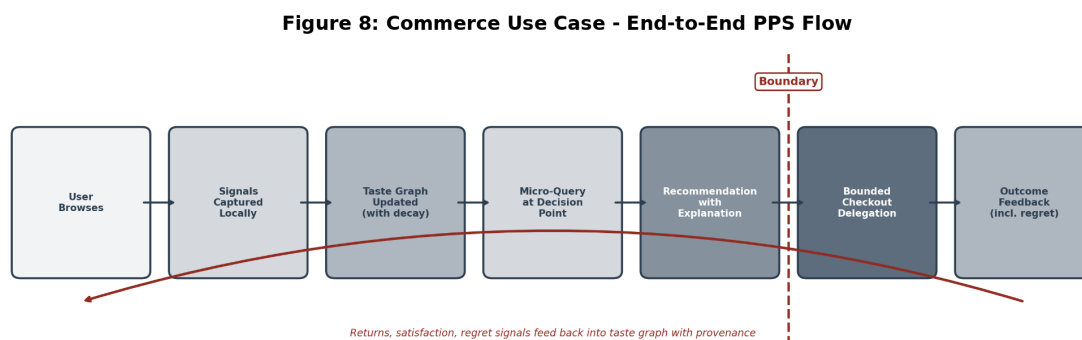 Figure 8: Commerce Use Case - End-to-End PPS Flow
Boundary
User
Browses
Signals
Captured
Locally
Taste Graph
Updated
(with decay)
Micro-Query
at Decision
Point
Recommendation
with
Explanation
Bounded
Checkout
Delegation
Outcome
Feedback
(incl. regret)
Returns, satisfaction, regret signals feed back into taste graph with provenance